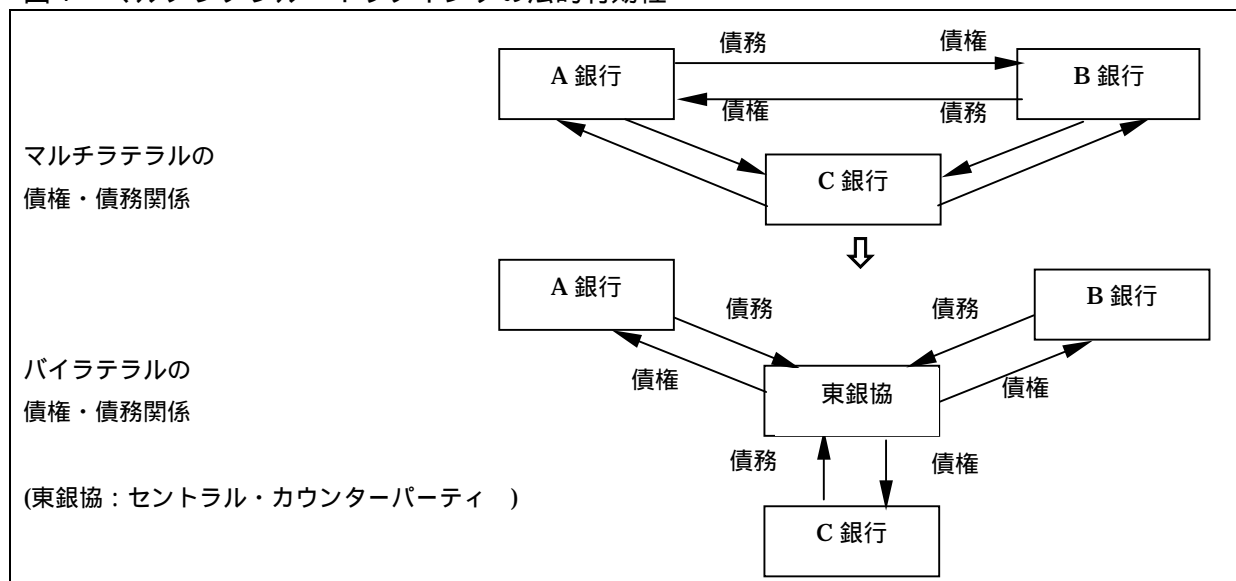 債務 債権
A 銀行 B 銀行
債権 債務
マルチラテラルの
C 銀行
債権・債務関係
A 銀行 B 銀行
債務 債務
バイラテラルの
債権 東銀協 債権
債権・債務関係
債務 債権
(東銀協：セントラル・カウンターパーティ )
C 銀行